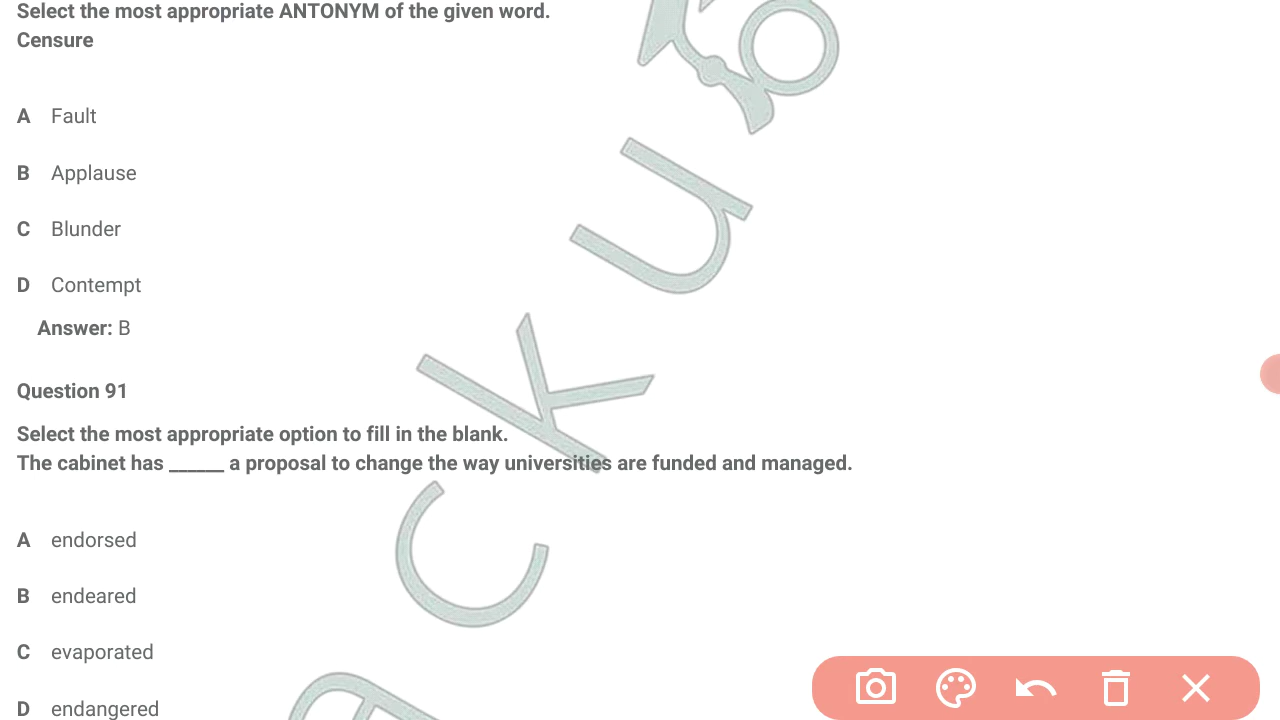 Select the most appropriate ANTONYM of the given word.
Censure
A Fault
B Applause
C Blunder
D Contempt
Answer: B
Question 91
Select the most appropriate option to fill in the blank.
The cabinet has ______ a proposal to change the way universities are funded and managed.
A endorsed
B endeared
C evaporated
D endangered